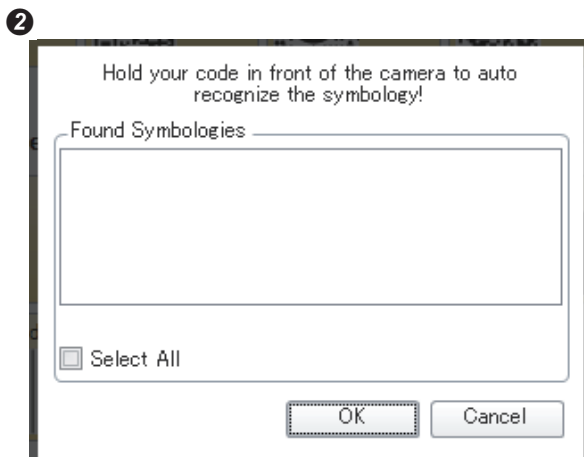 ❷
Hold your code in front of the camera to auto
recognize the symbology!
Found Symbologies
Select All
OK Cancel